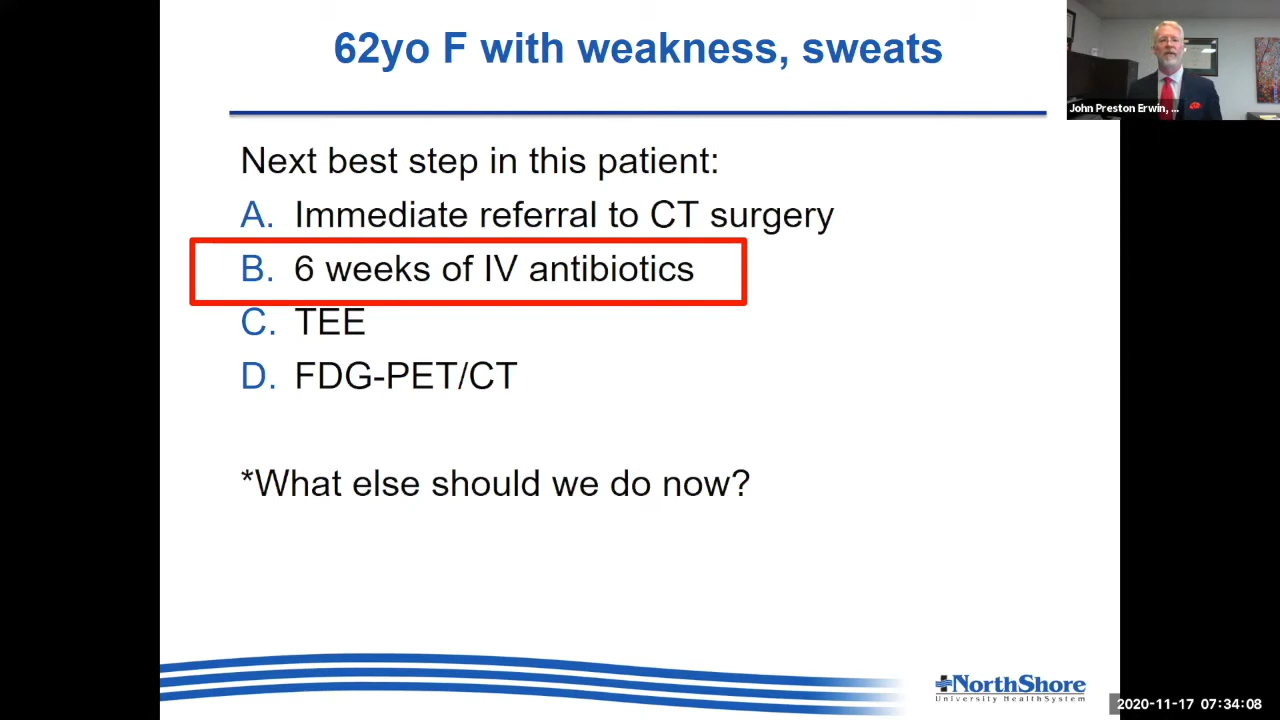 62yo F with weakness, sweats
John Preston Erwin, ...
Next best step in this patient:
A. Immediate referral to CT surgery
B. 6 weeks of IV antibiotics
C. TEE
D. FDG-PET/CT
*What else should we do now?
NorthShore
University HealthSystem
2020-11-17 07:34:08